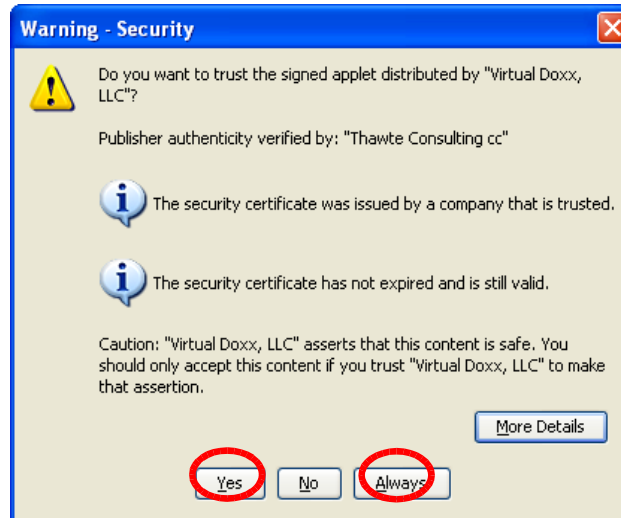 Warning - Security
Do you want to trust the signed applet distributed by "Virtual Doxx,
LLC"?
Publisher authenticity verified by: "Thawte Consulting cc"
The security certificate was issued by a company that is trusted.
The security certificate has not expired and is still valid.
Caution: "Virtual Doxx, LLC" asserts that this content is safe. You
should only accept this content if you trust "Virtual Doxx, LLC" to make
that assertion.
More Details
Yes No Always